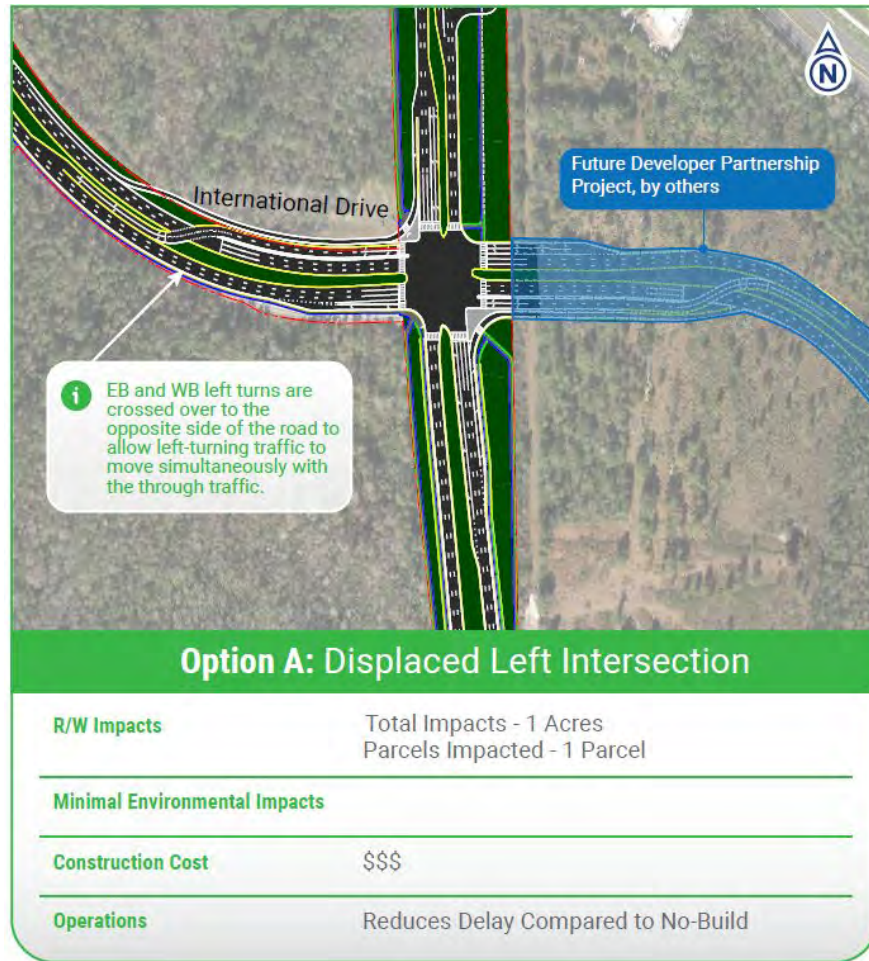 N
Future Developer Partnership
Project, by others
International Drive
i
EB and WB left turns are
crossed over to the
opposite side of the road to
allow left-turning traffic to
move simultaneously with
the through traffic.
Option A: Displaced Left Intersection
R/W Impacts
Total Impacts - 1 Acres
Parcels Impacted - 1 Parcel
Minimal Environmental Impacts
Construction Cost
$$$
Operations
Reduces Delay Compared to No-Build